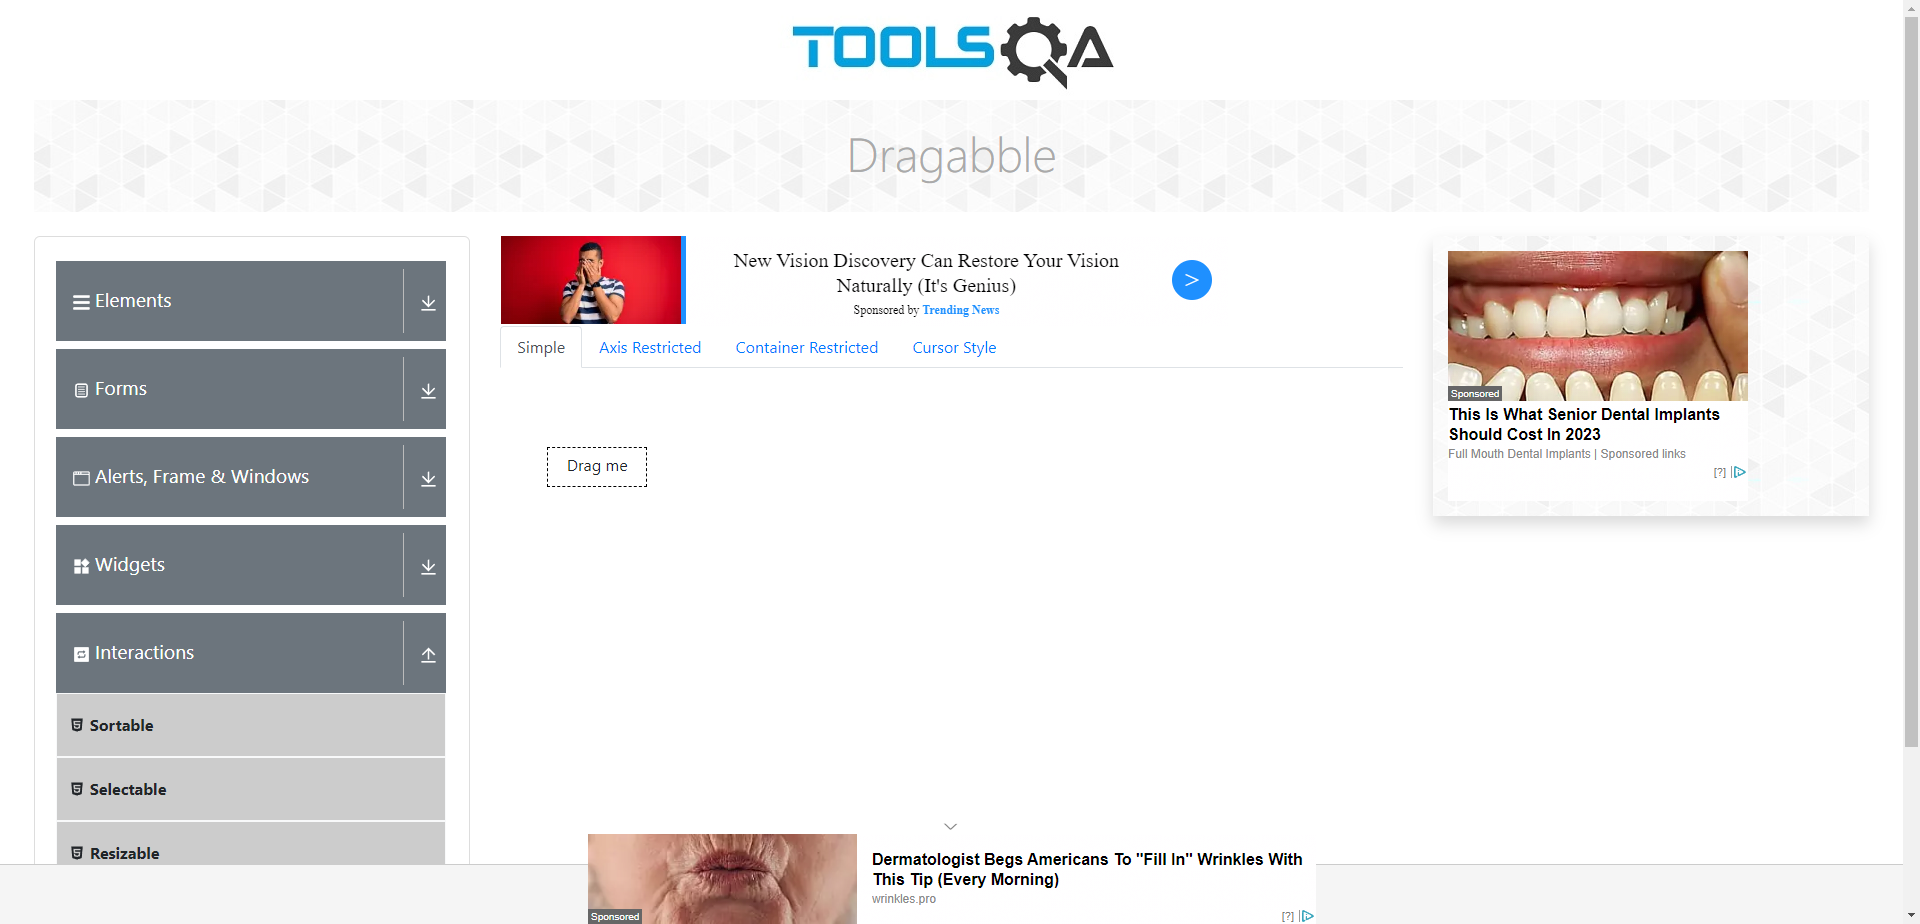 TOOLSQA
Dragabble
Elements
Forms
Alerts, Frame & Windows
Widgets
Interactions
Sortable
Selectable
Resizable
New Vision Discovery Can Restore Your Vision
Naturally (It's Genius)
Sponsored by Trending News
>
Simple
Axis Restricted
Container Restricted
Cursor Style
Drag me
Sponsored
This Is What Senior Dental Implants
Should Cost In 2023
Full Mouth Dental Implants | Sponsored links
[?]
Sponsored
Dermatologist Begs Americans To "Fill In" Wrinkles With
This Tip (Every Morning)
wrinkles.pro
[?]